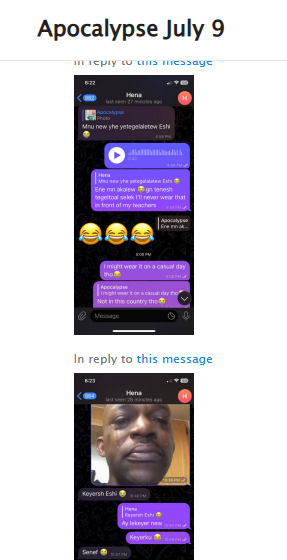 Apocalypse July 9
In reply to this message
8:22
Hena
last seen 27 minutes ago
H
Apocalypse
Photo
Mnu new yhe yetegelaletew Eshi
😂
Hena
Mnu new yhe yetegelaletew Eshi 😂
Ene mn akalew 😂gn tenesh
tegeltoal selek I'll never wear that
in front of my teachers
Apocalypse
Ene mn ak...
😂😂😂
I might wear it on a casual day
tho😂
Apocalypse
I might wear it on a casual day tho😂
Not in this country tho😂
Message
In reply to this message
8:23
Hena
last seen 28 minutes ago
H
Keyersh Eshi 😂
Hena
Keyersh Eshi 😂
Ay lekeyer new
Keyerku 😂
Senef 😂